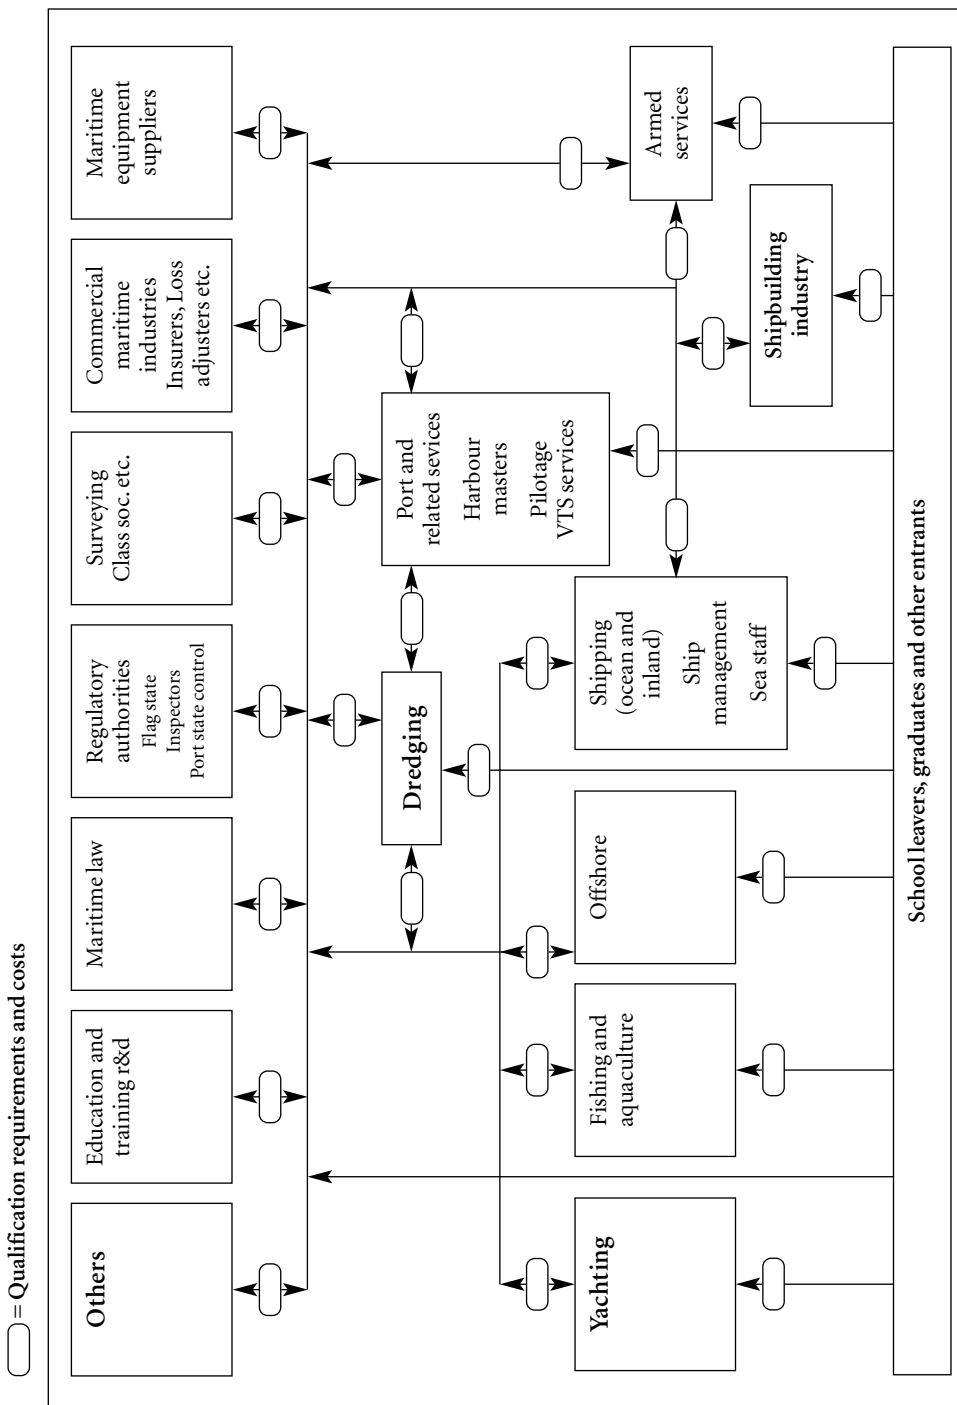 = Qualification requirements and costs
Others
Education and
training r&d
Maritime law
Regulatory
authorities
Flag state
Inspectors
Port state control
Surveying
Class soc. etc.
Commercial
maritime
industries
Insurers, Loss
adjusters etc.
Maritime
equipment
suppliers
Dredging
Port and
related sevices
Harbour
masters
Pilotage
VTS services
Yachting
Fishing and
aquaculture
Offshore
Shipping
(ocean and
inland)
Ship
management
Sea staff
Shipbuilding
industry
Armed
services
School leavers, graduates and other entrants